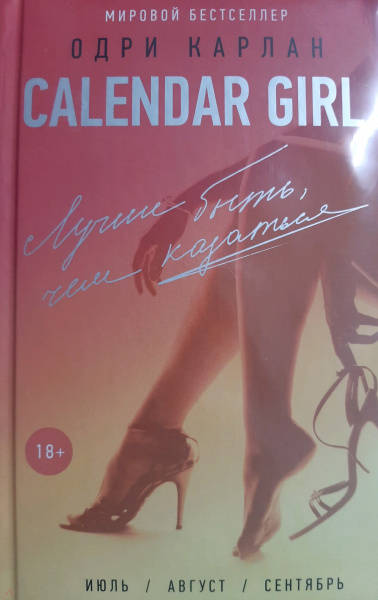 МИРОВОЙ БЕСТСЕЛЛЕР
ОДРИ КАРЛАН
CALENDAR GIRL
Лучше быть,
чем казаться
18+
ИЮЛЬ / АВГУСТ / СЕНТЯБРЬ